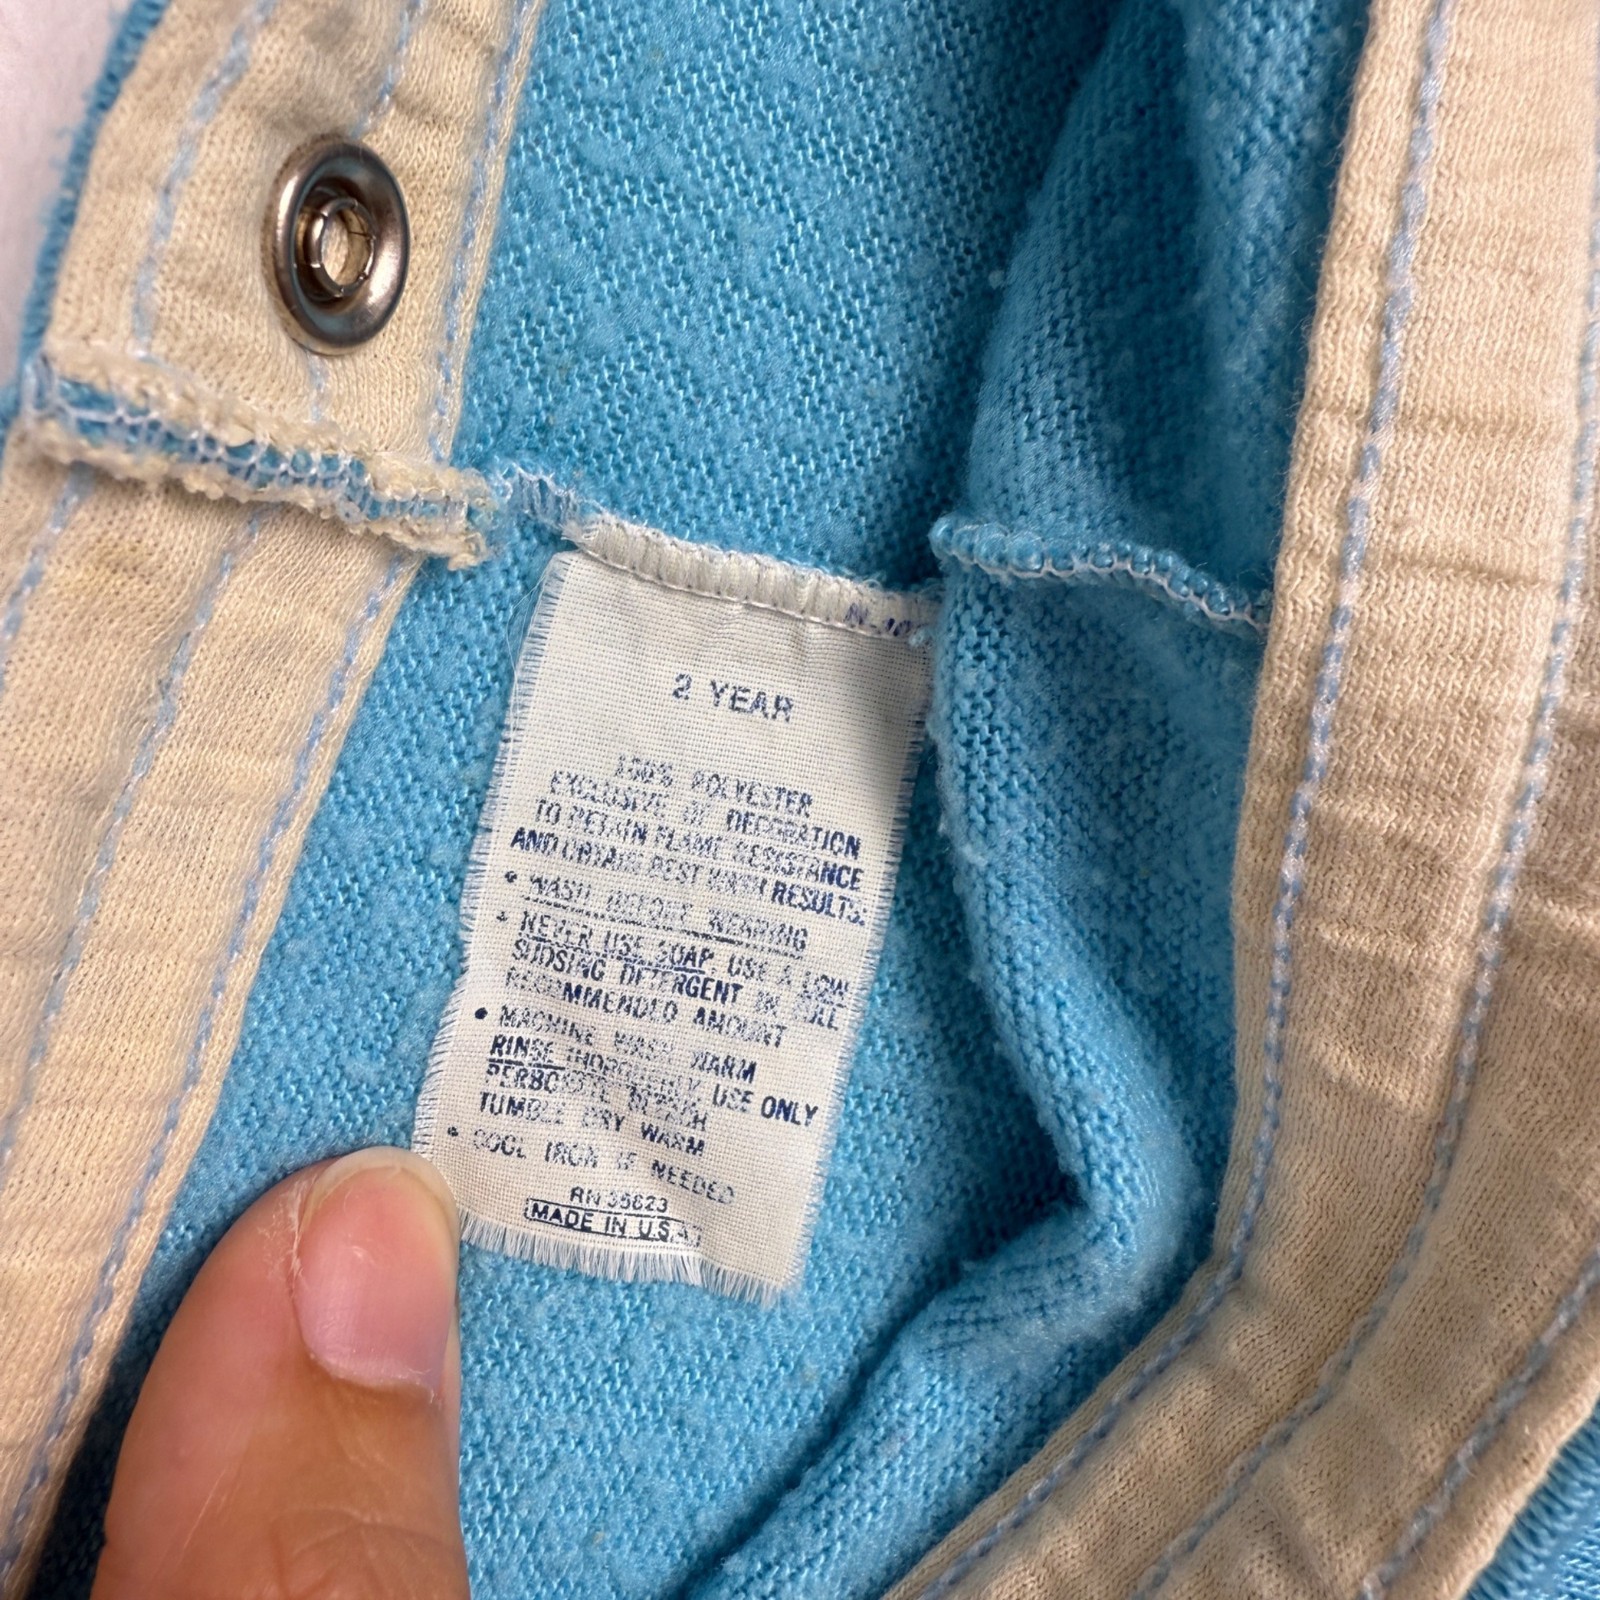 2 YEAR
100% POLYESTER
EXCLUSIVE OF DECORATION
TO RETAIN FLAME RESISTANCE
AND OBTAIN BEST WASH RESULTS.
• WASH BEFORE WEARING
• NEVER USE SOAP USE A LOW
SUDSING DETERGENT IN FULL
RECOMMENDED AMOUNT
• MACHINE WASH WARM
RINSE THOROUGHLY USE ONLY
PERBORATE BLEACH
TUMBLE DRY WARM
• COOL IRON IF NEEDED
RN 35623
MADE IN U.S.A.